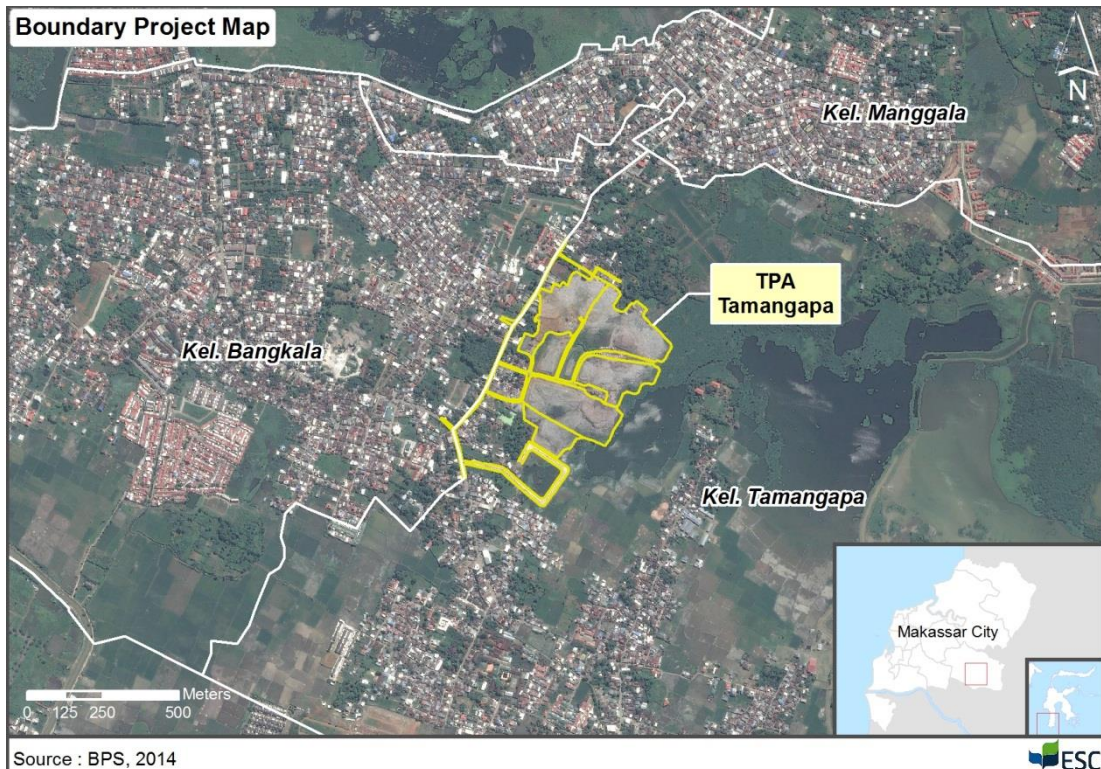 Boundary Project Map
N
Kel. Manggala
TPA
Tamangapa
Kel. Bangkala
Kel. Tamangapa
Makassar City
Meters
0 125 250 500
Source : BPS, 2014
ESC